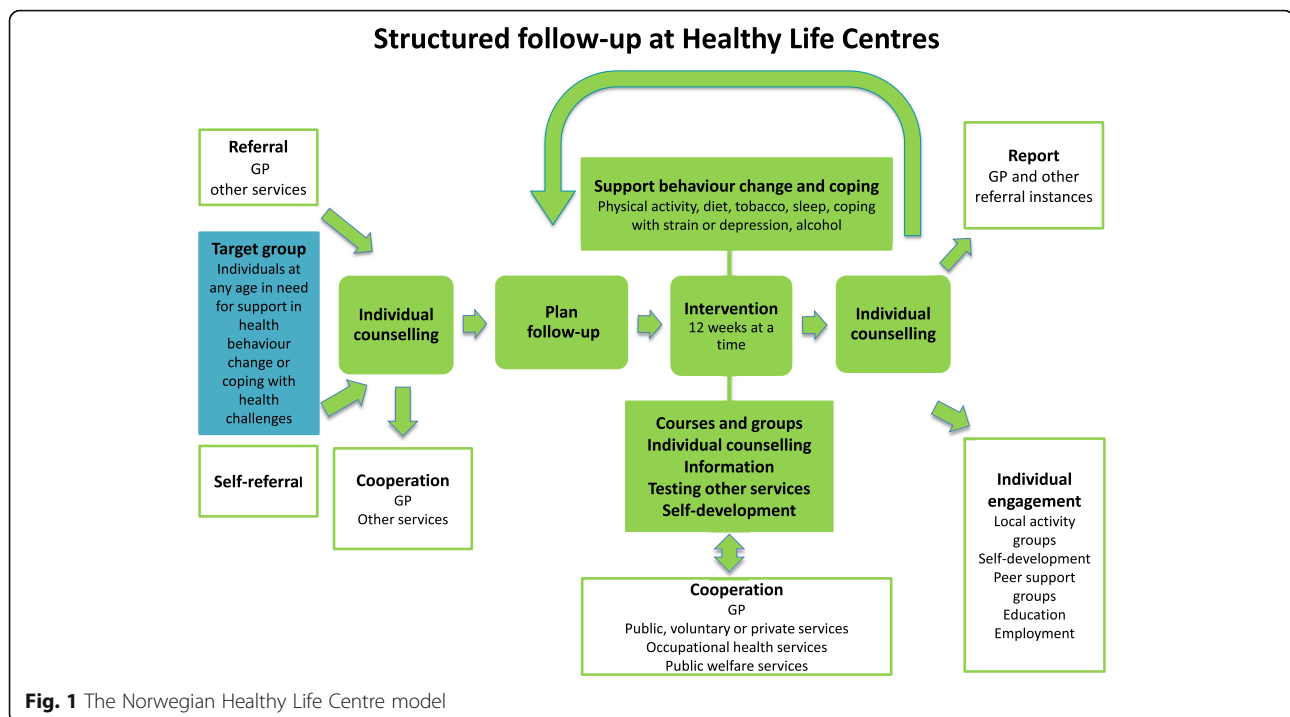 Structured follow-up at Healthy Life Centres
Referral
GP
other services
Target group
Individuals at
any age in need
for support in
health
behaviour
change or
coping with
health
challenges
Self-referral
Individual
counselling
Cooperation
GP
Other services
Plan
follow-up
Support behaviour change and coping
Physical activity, diet, tobacco, sleep, coping
with strain or depression, alcohol
Intervention
12 weeks at a
time
Courses and groups
Individual counselling
Information
Testing other services
Self-development
Cooperation
GP
Public, voluntary or private services
Occupational health services
Public welfare services
Individual
counselling
Report
GP and other
referral instances
Individual
engagement
Local activity
groups
Self-development
Peer support
groups
Education
Employment
Fig. 1 The Norwegian Healthy Life Centre model